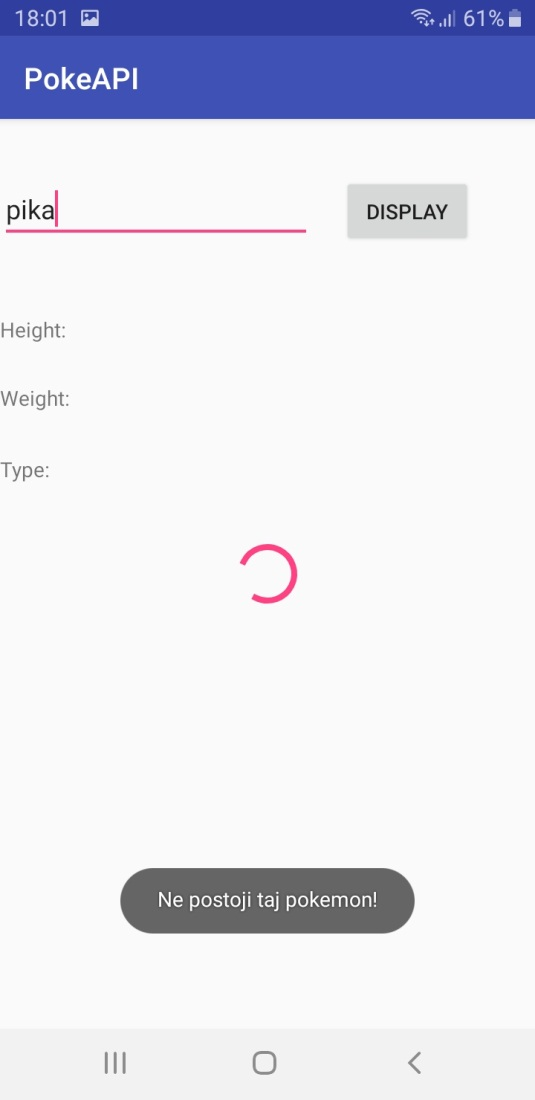 18:01 61%
PokeAPI
pika
DISPLAY
Height:
Weight:
Type:
Ne postoji taj pokemon!